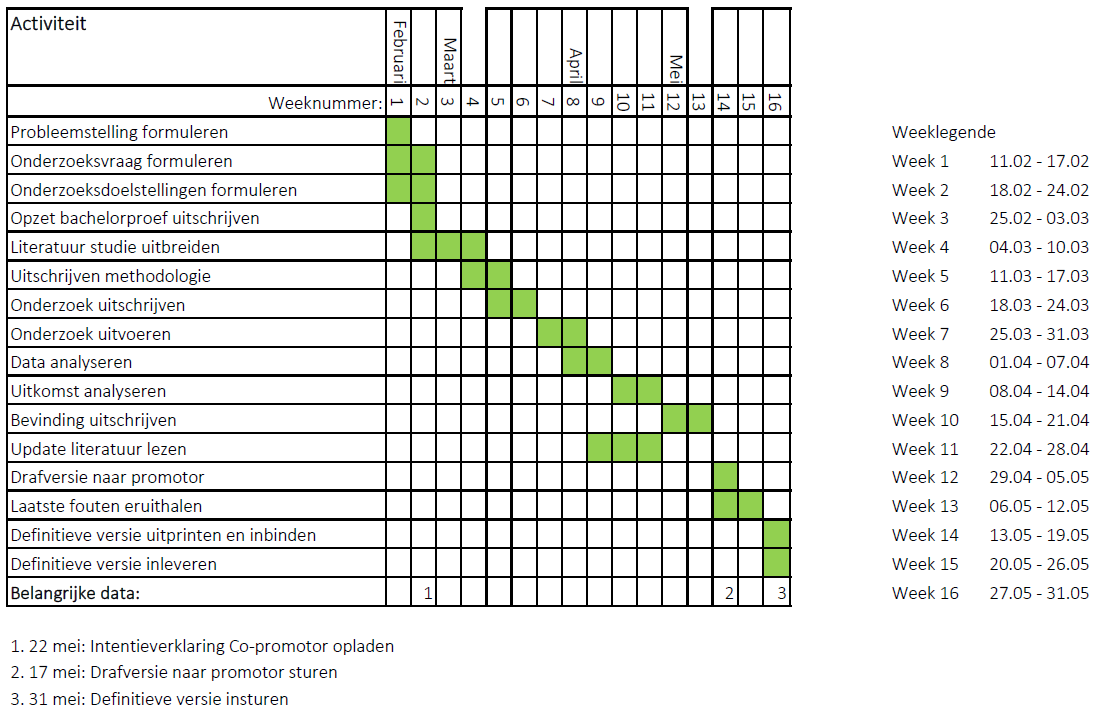 Activiteit
Februari Maart April Mei
Weeknummer: 1 2 3 4 5 6 7 8 9 10 11 12 13 14 15 16
Probleemstelling formuleren
Onderzoeksvraag formuleren
Onderzoeksdoelstellingen formuleren
Opzet bachelorproef uitschrijven
Literatuur studie uitbreiden
Uitschrijven methodologie
Onderzoek uitschrijven
Onderzoek uitvoeren
Data analyseren
Uitkomst analyseren
Bevinding uitschrijven
Update literatuur lezen
Drafversie naar promotor
Laatste fouten eruithalen
Definitieve versie uitprinten en inbinden
Definitieve versie inleveren
Belangrijke data: 1 2 3
Weeklegende
Week 1 11.02 - 17.02
Week 2 18.02 - 24.02
Week 3 25.02 - 03.03
Week 4 04.03 - 10.03
Week 5 11.03 - 17.03
Week 6 18.03 - 24.03
Week 7 25.03 - 31.03
Week 8 01.04 - 07.04
Week 9 08.04 - 14.04
Week 10 15.04 - 21.04
Week 11 22.04 - 28.04
Week 12 29.04 - 05.05
Week 13 06.05 - 12.05
Week 14 13.05 - 19.05
Week 15 20.05 - 26.05
Week 16 27.05 - 31.05
1. 22 mei: Intentieverklaring Co-promotor opladen
2. 17 mei: Drafversie naar promotor sturen
3. 31 mei: Definitieve versie insturen